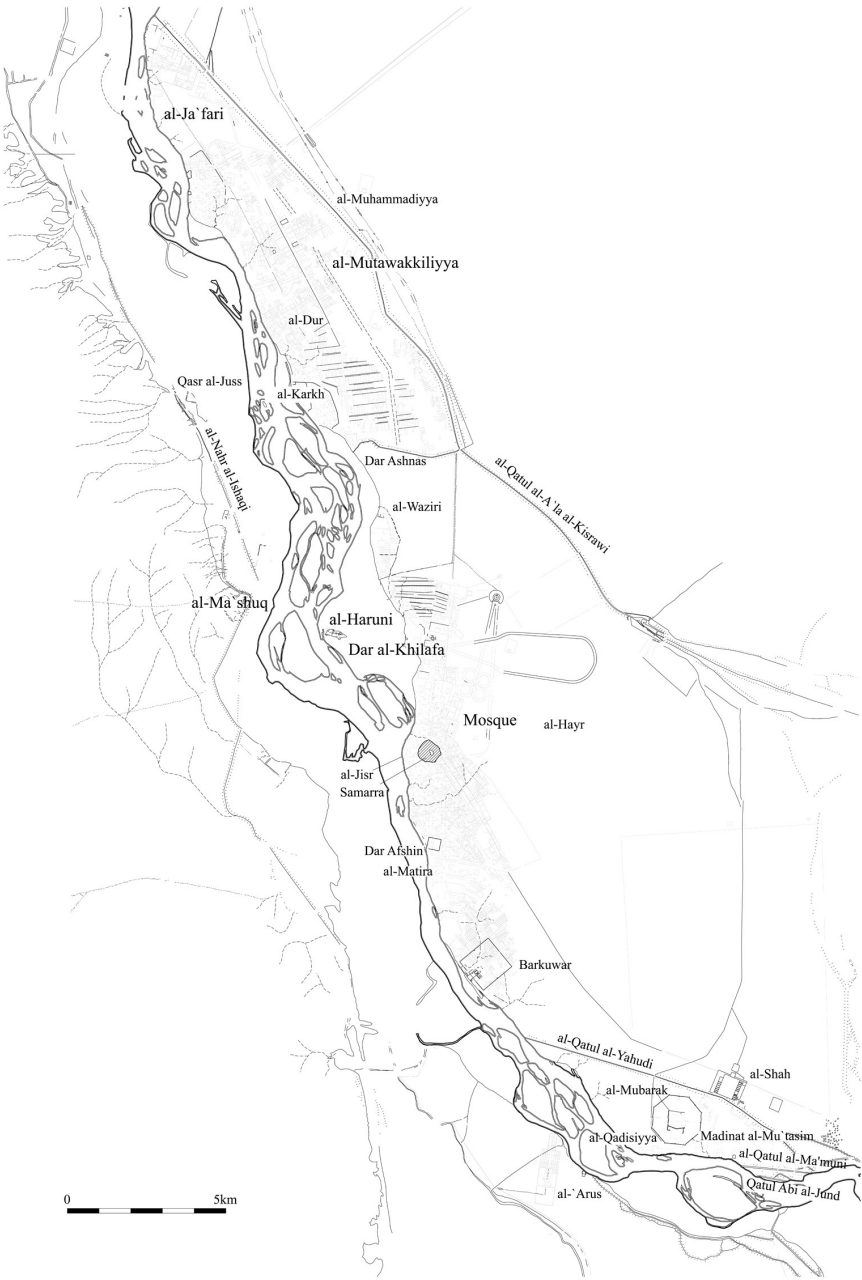 al-Ja`fari
al-Muhammadiyya
al-Mutawakkiliyya
al-Dur
Qasr al-Juss
al-Karkh
al-Nahr al-Ishaqi
Dar Ashnas
al-Qatul al-A`la al-Kisrawi
al-Waziri
al-Ma`shuq
al-Haruni
Dar al-Khilafa
Mosque
al-Hayr
al-Jisr
Samarra
Dar Afshin
al-Matira
Barkuwar
al-Qatul al-Yahudi
al-Shah
al-Mubarak
al-Qadisiyya
Madinat al-Mu`tasim
al-Qatul al-Ma'muni
Qatul Abi al-Jund
al-`Arus
0 5km